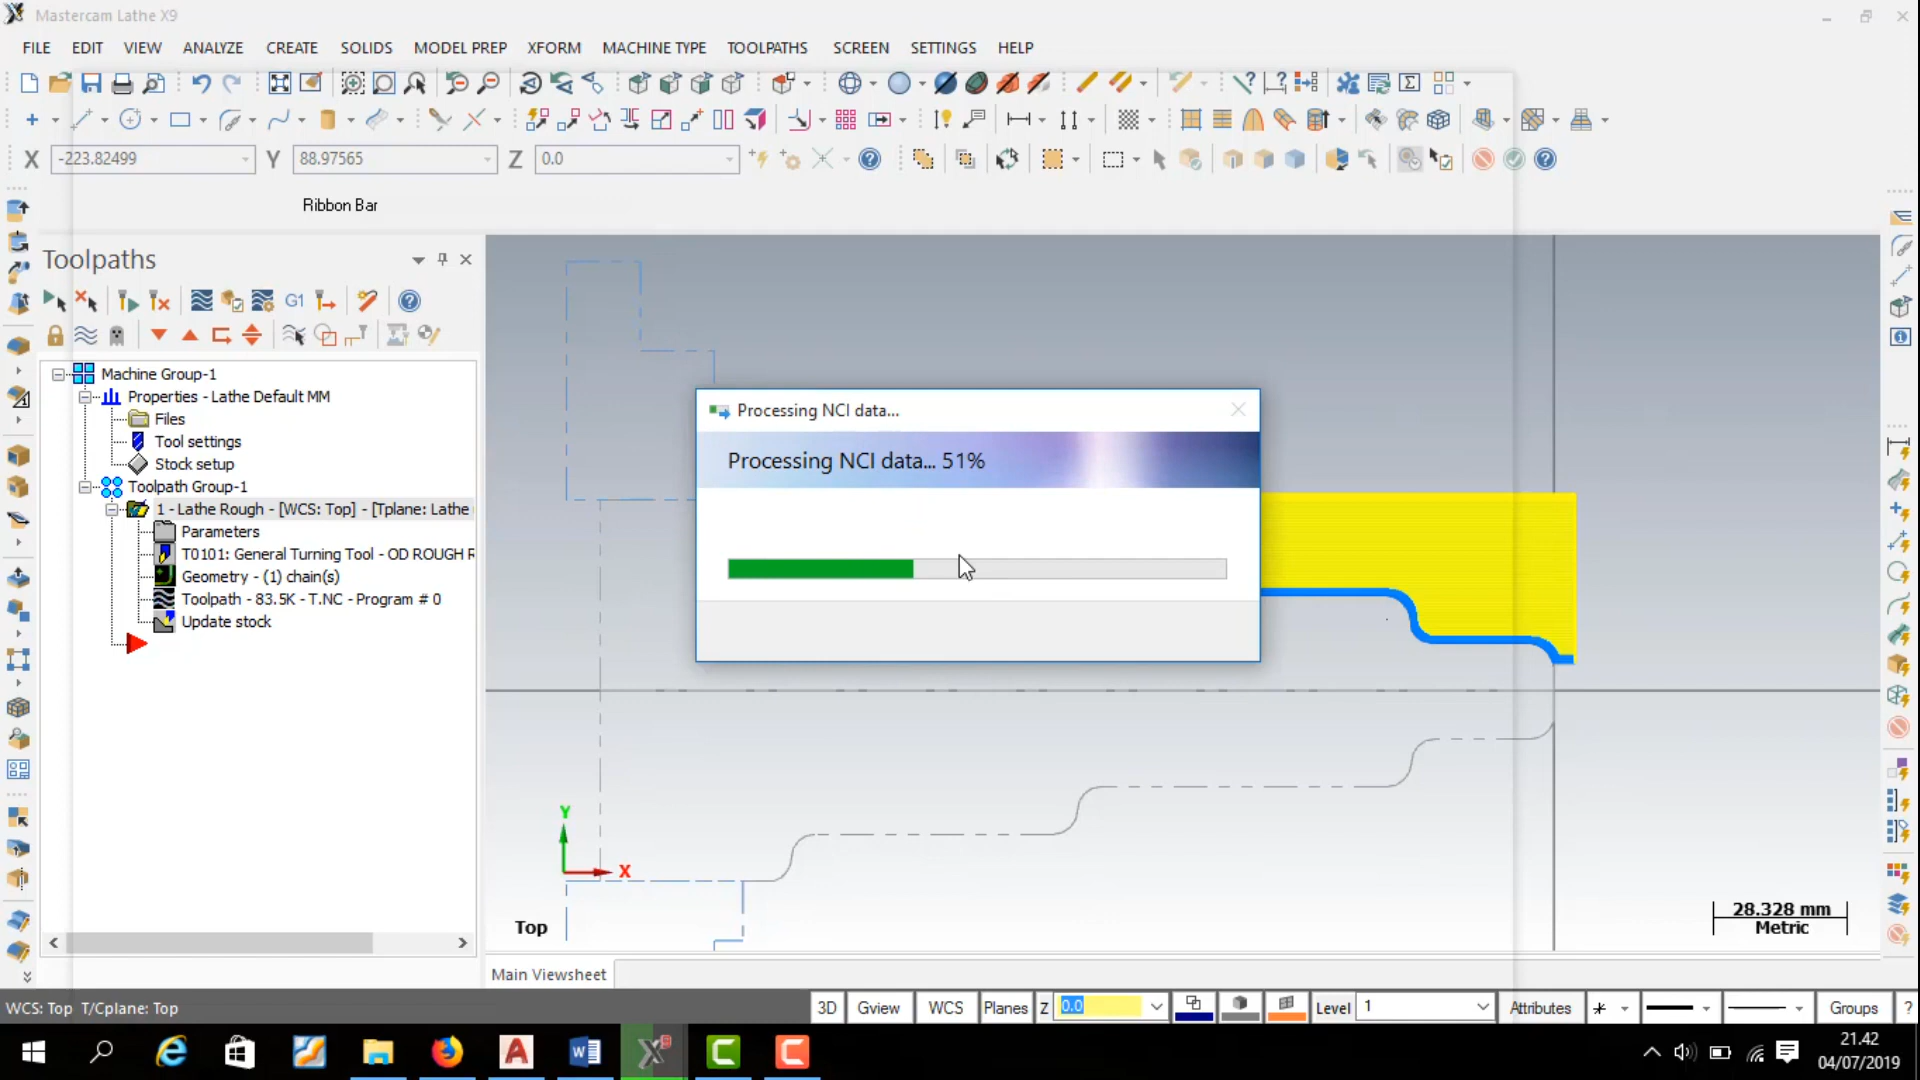 Mastercam Lathe X9
FILE EDIT VIEW ANALYZE CREATE SOLIDS MODEL PREP XFORM MACHINE TYPE TOOLPATHS SCREEN SETTINGS HELP
X -223.82499 Y 88.97565 Z 0.0
Ribbon Bar
Toolpaths
G1
Machine Group-1
Properties - Lathe Default MM
Files
Tool settings
Stock setup
Toolpath Group-1
1 - Lathe Rough - [WCS: Top] - [Tplane: Lathe
Parameters
T0101: General Turning Tool - OD ROUGH R
Geometry - (1) chain(s)
Toolpath - 83.5K - T.NC - Program # 0
Update stock
Processing NCI data...
Processing NCI data... 51%
Y
X
Top
28.328 mm
Metric
Main Viewsheet
WCS: Top T/Cplane: Top
3D Gview WCS Planes Z 0.0 Level 1 Attributes Groups ?
21.42
04/07/2019